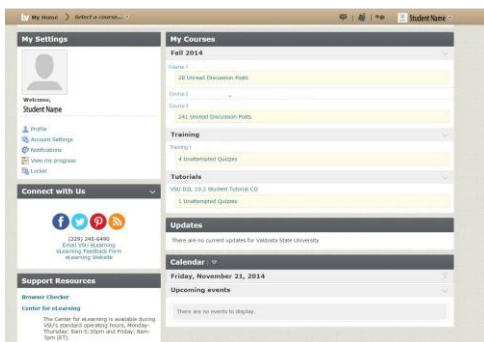 My Home
Select a course...
Student Name
My Settings
Welcome,
Student Name
Profile
Account Settings
Notifications
View my progress
Locker
Connect with Us
(229) 245-6490
Email VSU eLearning
eLearning Feedback Form
eLearning Website
Support Resources
Browser Checker
Center for eLearning
The Center for eLearning is available during
VSU's standard operating hours, Monday-
Thursday: 8am-5:30pm and Friday: 8am-
3pm (ET).
My Courses
Fall 2014
Course 1
28 Unread Discussion Posts
Course 2
Course 3
241 Unread Discussion Posts
Training
Training 1
4 Unattempted Quizzes
Tutorials
VSU D2L 10.2 Student Tutorial CO
1 Unattempted Quizzes
Updates
There are no current updates for Valdosta State University
Calendar
Friday, November 21, 2014
Upcoming events
There are no events to display.